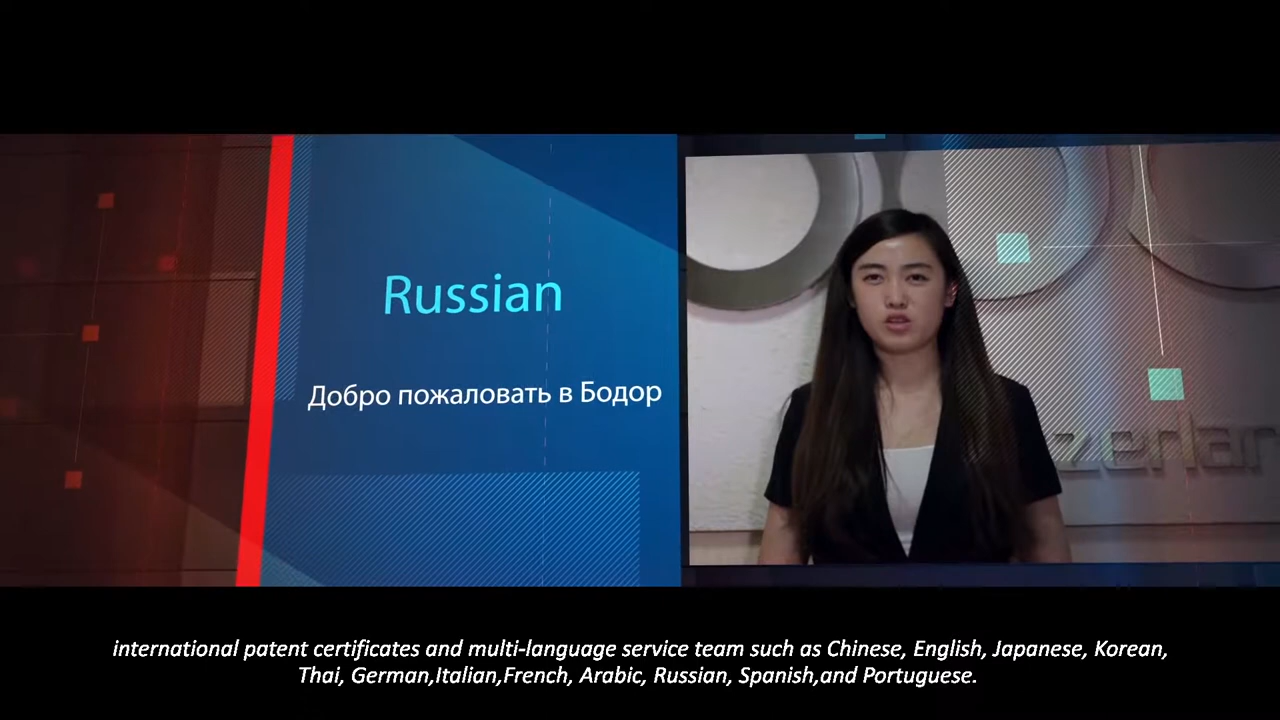 Russian
Добро пожаловать в Бодор
zerlan
international patent certificates and multi-language service team such as Chinese, English, Japanese, Korean,
Thai, German,Italian,French, Arabic, Russian, Spanish,and Portuguese.